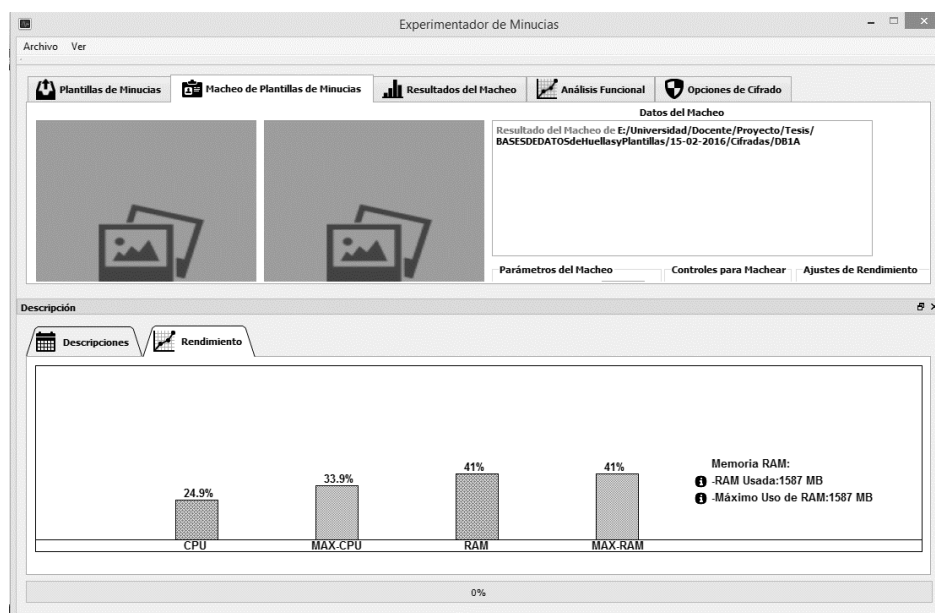 Experimentador de Minucias
Archivo Ver
Plantillas de Minucias Macheo de Plantillas de Minucias Resultados del Macheo Análisis Funcional Opciones de Cifrado
Datos del Macheo
Resultado del Macheo de E:/Universidad/Docente/Proyecto/Tesis/
BASESDEDATOSdeHuellasyPlantillas/15-02-2016/Cifradas/DB1A
Parámetros del Macheo Controles para Machear Ajustes de Rendimiento
Descripción
Descripciones Rendimiento
24.9%
33.9%
41%
41%
CPU MAX-CPU RAM MAX-RAM
Memoria RAM:
-RAM Usada:1587 MB
-Máximo Uso de RAM:1587 MB
0%